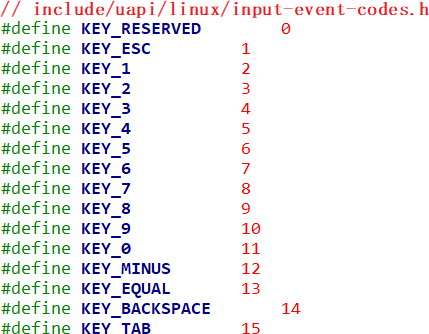 // include/uapi/linux/input-event-codes.h
#define KEY_RESERVED 0
#define KEY_ESC 1
#define KEY_1 2
#define KEY_2 3
#define KEY_3 4
#define KEY_4 5
#define KEY_5 6
#define KEY_6 7
#define KEY_7 8
#define KEY_8 9
#define KEY_9 10
#define KEY_0 11
#define KEY_MINUS 12
#define KEY_EQUAL 13
#define KEY_BACKSPACE 14
#define KEY_TAB 15